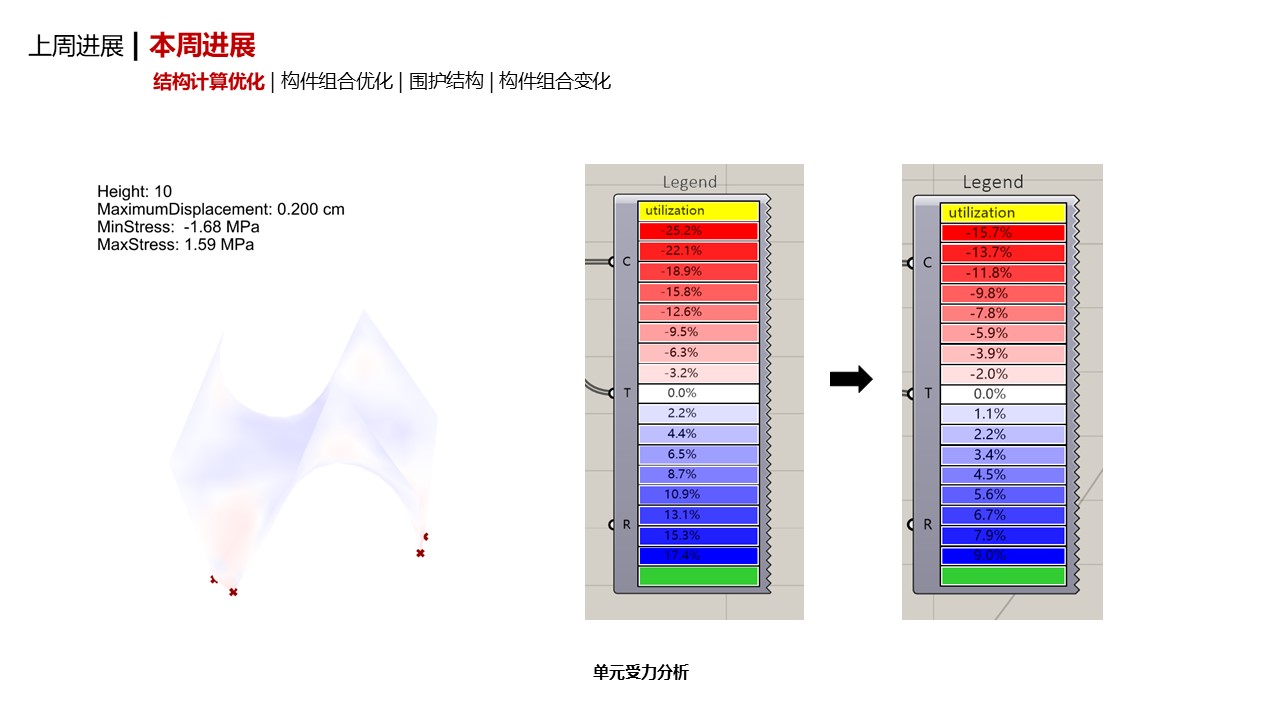 上周进展 | 本周进展
结构计算优化 | 构件组合优化 | 围护结构 | 构件组合变化
Height: 10
MaximumDisplacement: 0.200 cm
MinStress: -1.68 MPa
MaxStress: 1.59 MPa
Legend
utilization
-25.2%
-22.1%
-18.9%
-15.8%
-12.6%
-9.5%
-6.3%
-3.2%
0.0%
2.2%
4.4%
6.5%
8.7%
10.9%
13.1%
15.3%
17.4%
C
T
R
Legend
utilization
-15.7%
-13.7%
-11.8%
-9.8%
-7.8%
-5.9%
-3.9%
-2.0%
0.0%
1.1%
2.2%
3.4%
4.5%
5.6%
6.7%
7.9%
9.0%
C
T
R
单元受力分析